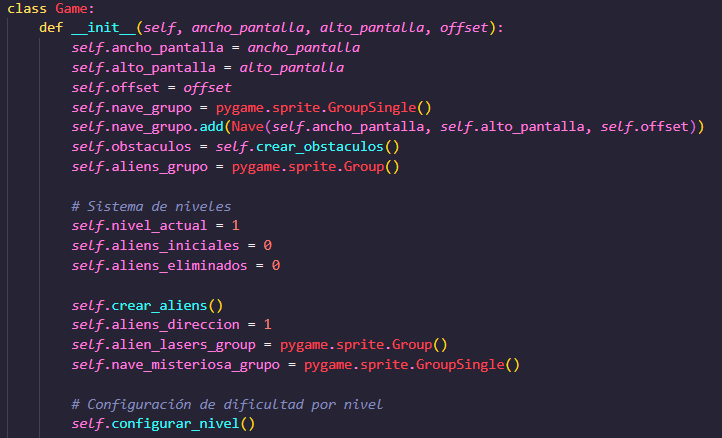 class Game:
    def __init__(self, ancho_pantalla, alto_pantalla, offset):
        self.ancho_pantalla = ancho_pantalla
        self.alto_pantalla = alto_pantalla
        self.offset = offset
        self.nave_grupo = pygame.sprite.GroupSingle()
        self.nave_grupo.add(Nave(self.ancho_pantalla, self.alto_pantalla, self.offset))
        self.obstaculos = self.crear_obstaculos()
        self.aliens_grupo = pygame.sprite.Group()

        # Sistema de niveles
        self.nivel_actual = 1
        self.aliens_iniciales = 0
        self.aliens_eliminados = 0

        self.crear_aliens()
        self.aliens_direccion = 1
        self.alien_lasers_group = pygame.sprite.Group()
        self.nave_misteriosa_grupo = pygame.sprite.GroupSingle()

        # Configuración de dificultad por nivel
        self.configurar_nivel()